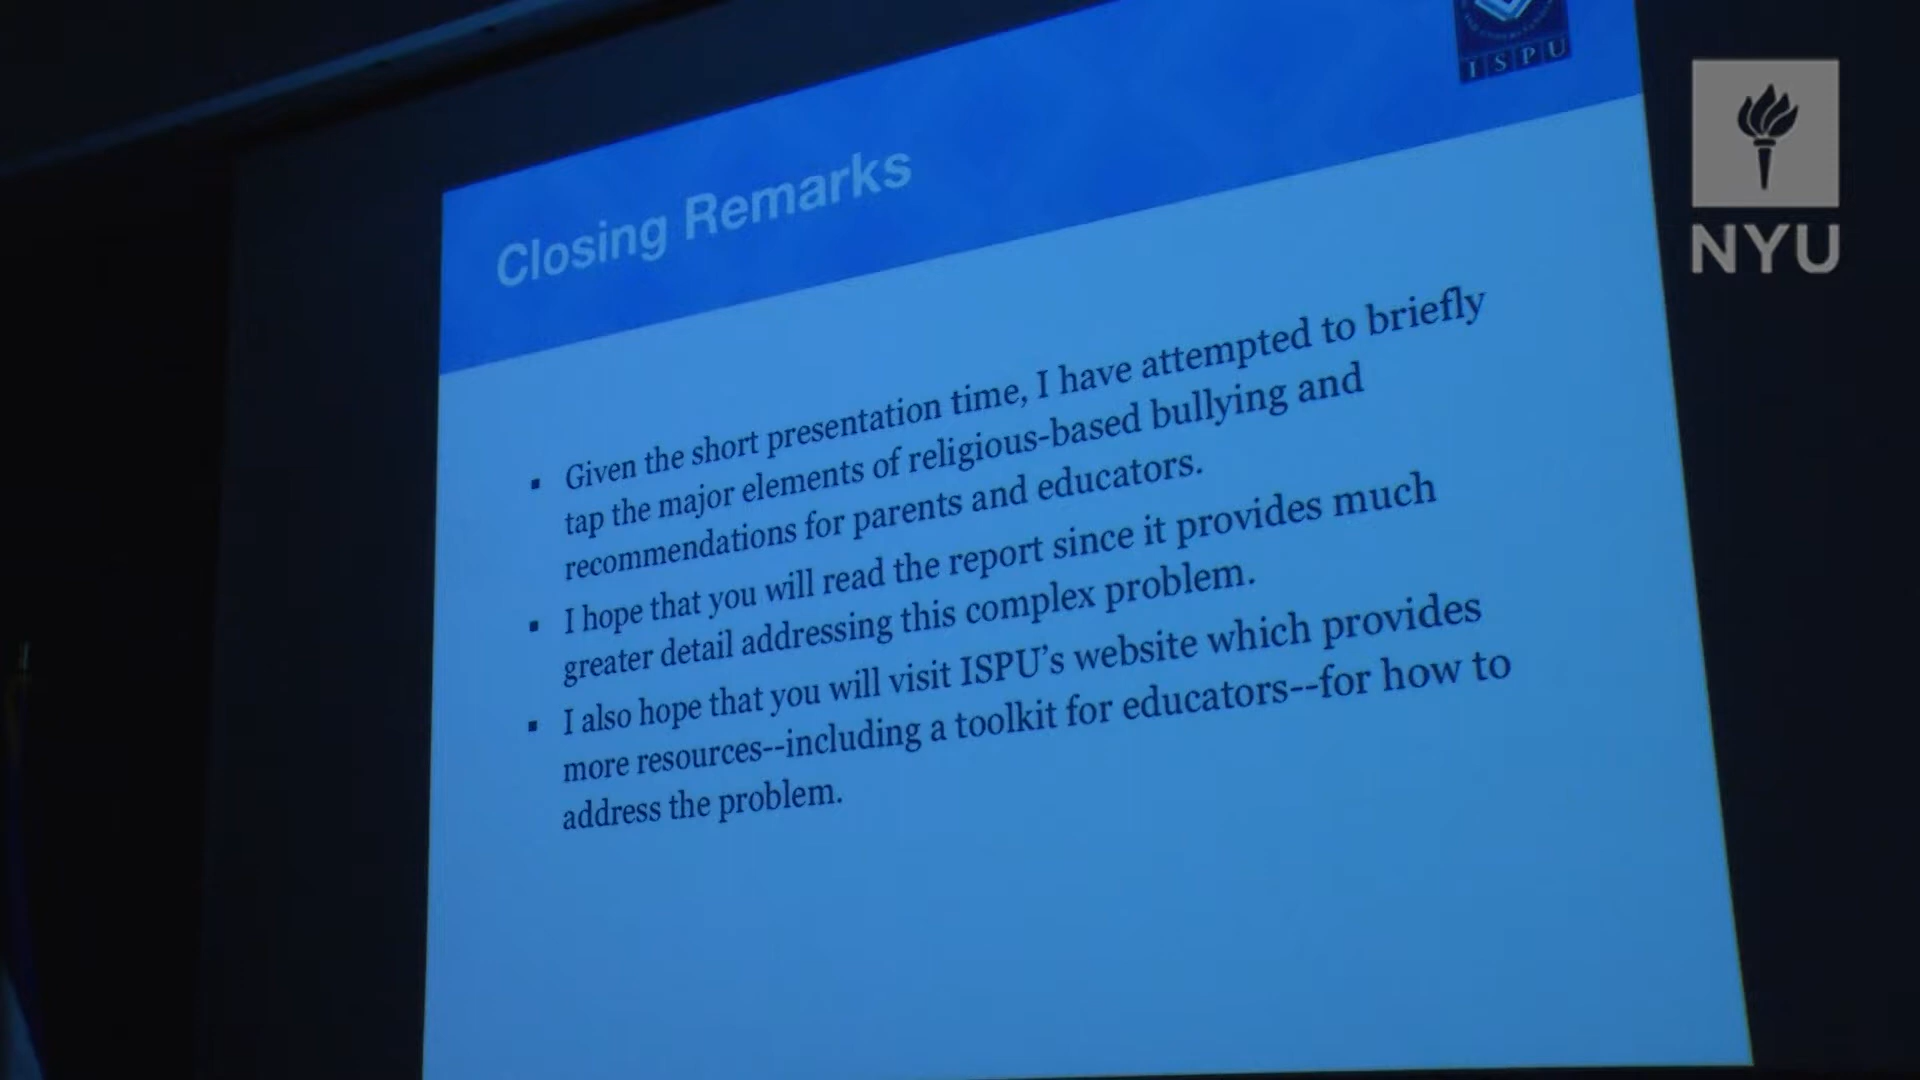 ISPU
NYU
Closing Remarks
▪ Given the short presentation time, I have attempted to briefly
tap the major elements of religious-based bullying and
recommendations for parents and educators.
▪ I hope that you will read the report since it provides much
greater detail addressing this complex problem.
▪ I also hope that you will visit ISPU’s website which provides
more resources--including a toolkit for educators--for how to
address the problem.